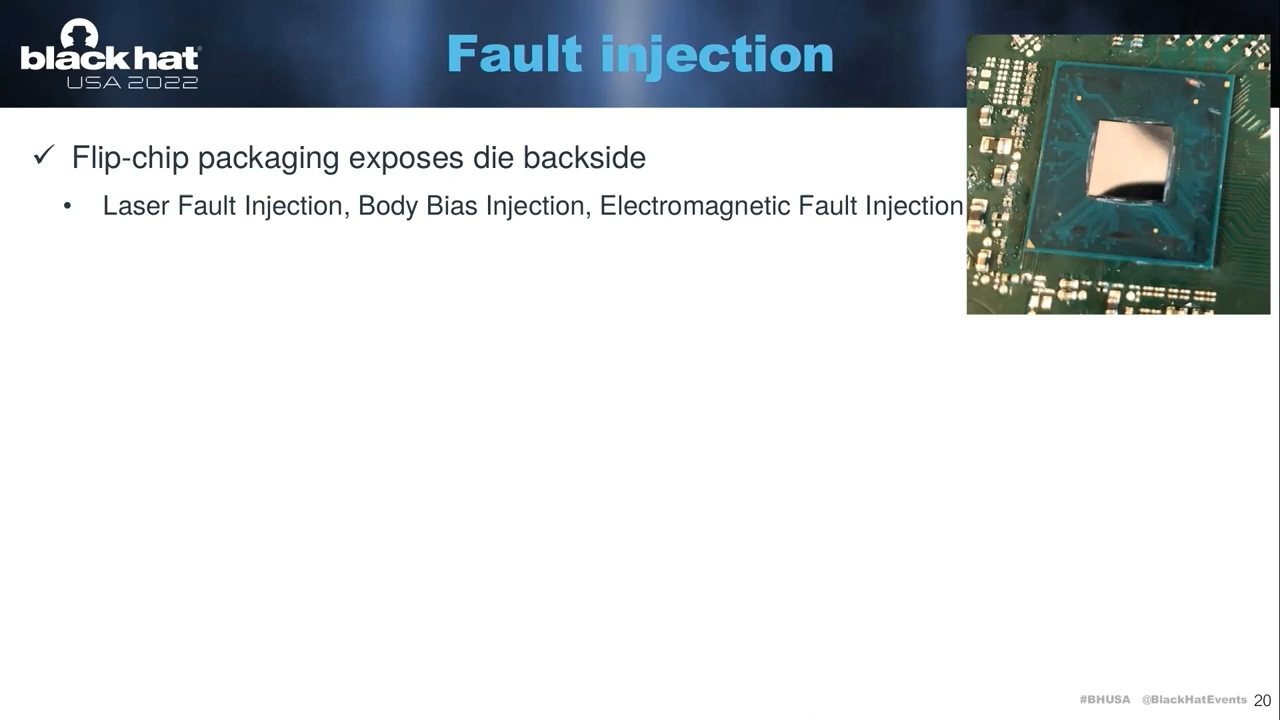 black hat
USA 2022
Fault injection
✓ Flip-chip packaging exposes die backside
• Laser Fault Injection, Body Bias Injection, Electromagnetic Fault Injection
#BHUSA @BlackHatEvents 20